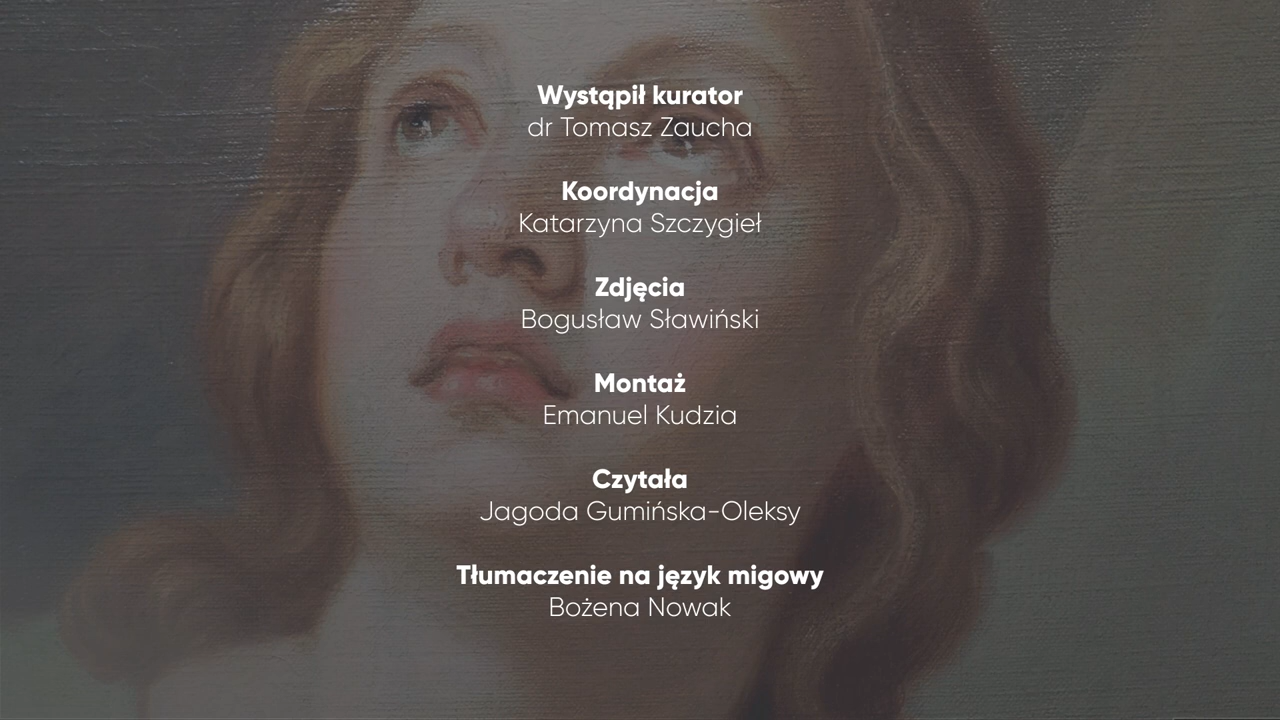 Wystąpił kurator
dr Tomasz Zaucha
Koordynacja
Katarzyna Szczygieł
Zdjęcia
Bogusław Sławiński
Montaż
Emanuel Kudzia
Czytała
Jagoda Gumińska-Oleksy
Tłumaczenie na język migowy
Bożena Nowak